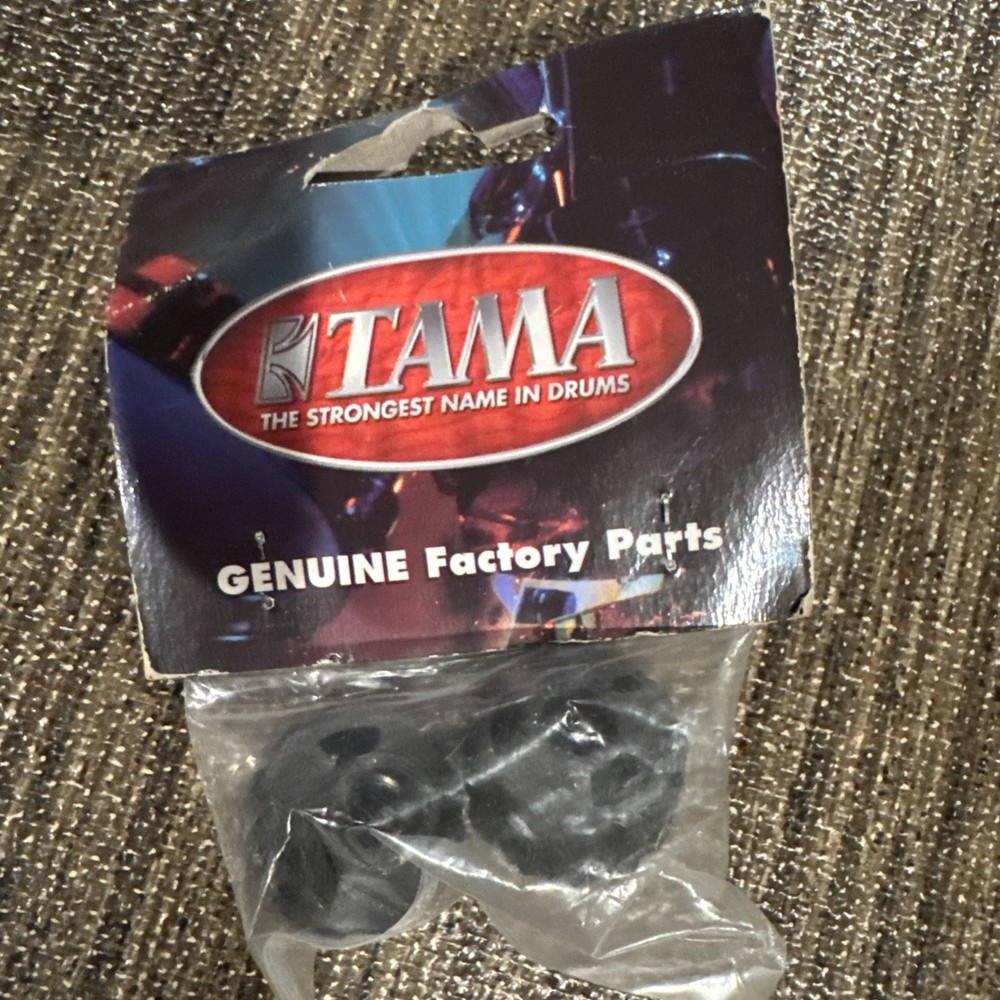 TAMA
THE STRONGEST NAME IN DRUMS
GENUINE Factory Parts